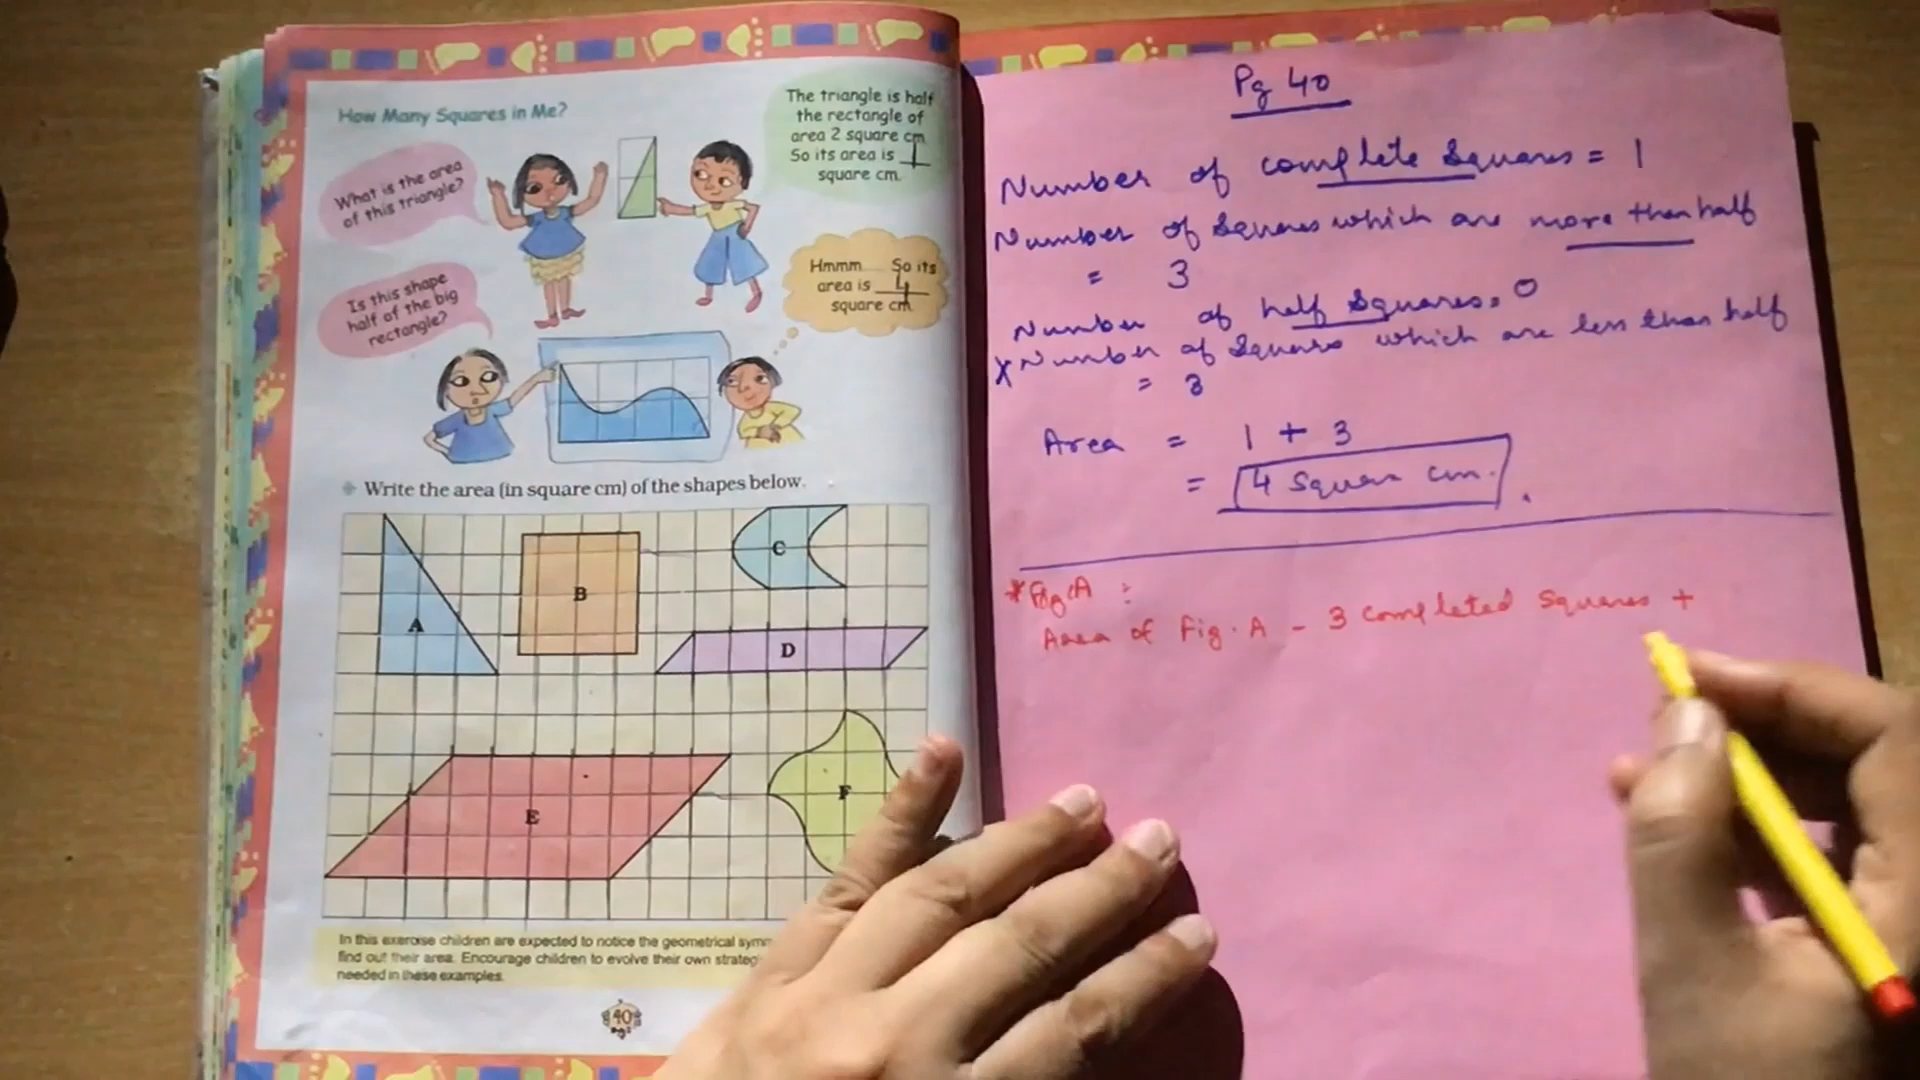 How Many Squares in Me?
What is the area
of this triangle?
The triangle is half
the rectangle of
area 2 square cm
So its area is 1
square cm.
Is this shape
half of the big
rectangle?
Hmmm So its
area is 4
square cm
Write the area (in square cm) of the shapes below.
A
B
C
D
E
F
In this exercise children are expected to notice the geometrical symm
find out their area. Encourage children to evolve their own strateg
needed in these examples.
40
Pg 40
Number of complete Squares = 1
Number of Squares which are more than half
= 3
Number of half Squares = 0
x Number of Squares which are less than half
= 3
Area = 1 + 3
= 4 Square cm.
* Fig A :
Area of Fig. A - 3 completed Squares +